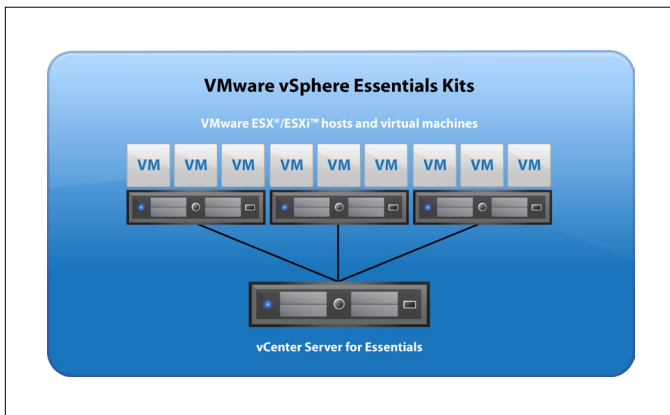 VMware vSphere Essentials Kits
VMware ESX®/ESXi™ hosts and virtual machines
VM VM VM VM VM VM VM VM VM
vCenter Server for Essentials